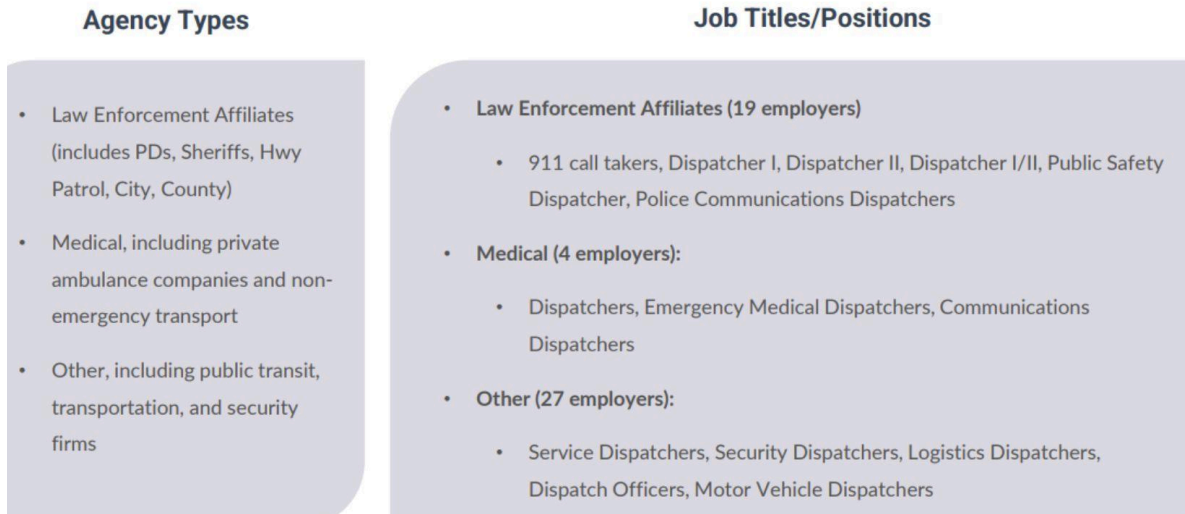 Agency Types
• Law Enforcement Affiliates
(includes PDs, Sheriffs, Hwy
Patrol, City, County)
• Medical, including private
ambulance companies and non-
emergency transport
• Other, including public transit,
transportation, and security
firms
Job Titles/Positions
• Law Enforcement Affiliates (19 employers)
• 911 call takers, Dispatcher I, Dispatcher II, Dispatcher I/II, Public Safety
Dispatcher, Police Communications Dispatchers
• Medical (4 employers):
• Dispatchers, Emergency Medical Dispatchers, Communications
Dispatchers
• Other (27 employers):
• Service Dispatchers, Security Dispatchers, Logistics Dispatchers,
Dispatch Officers, Motor Vehicle Dispatchers